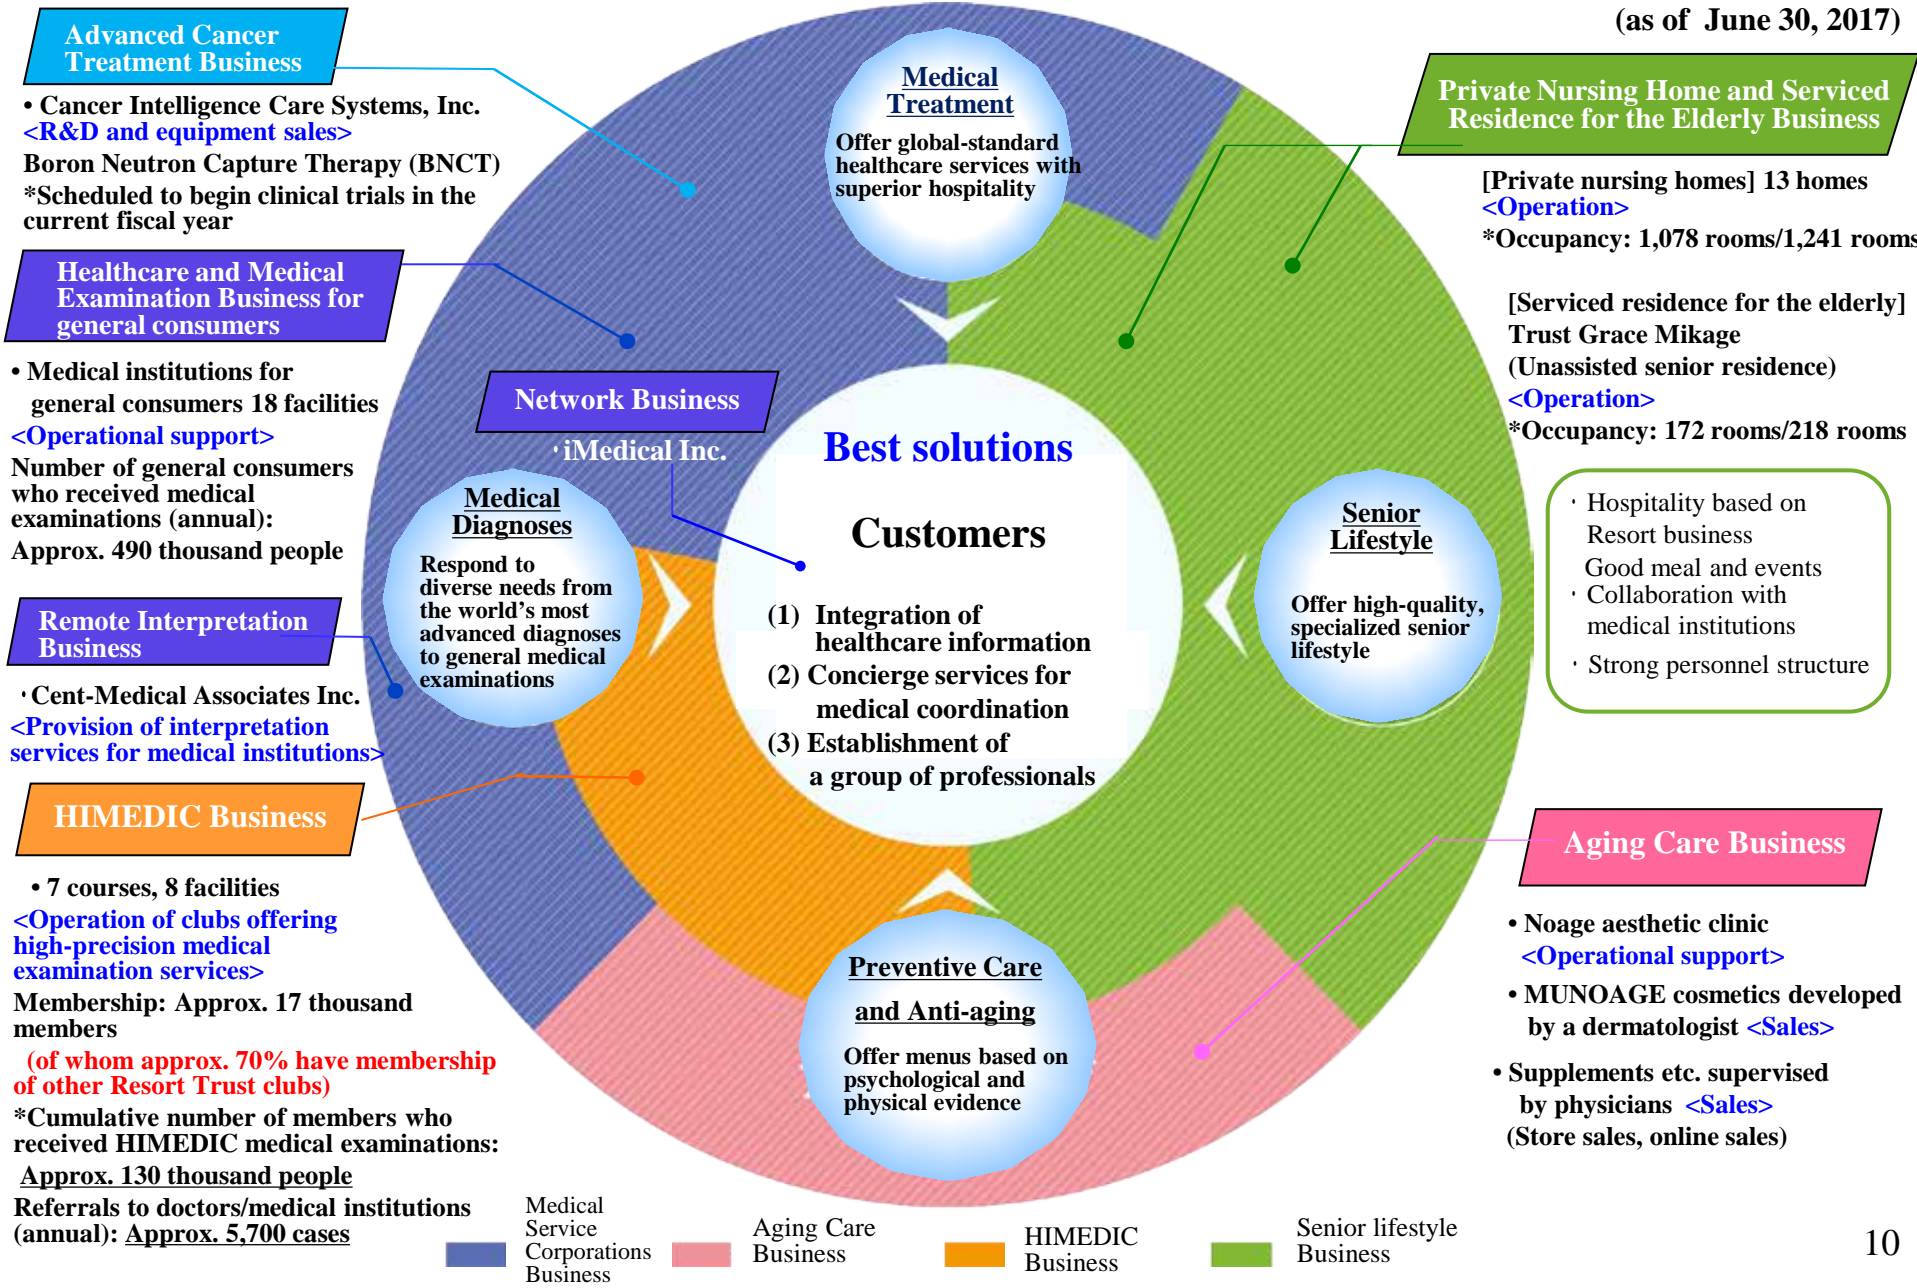 (as of June 30, 2017)
Advanced Cancer
Treatment Business
• Cancer Intelligence Care Systems, Inc.
<R&D and equipment sales>
Boron Neutron Capture Therapy (BNCT)
*Scheduled to begin clinical trials in the
current fiscal year
Healthcare and Medical
Examination Business for
general consumers
• Medical institutions for
general consumers 18 facilities
<Operational support>
Number of general consumers
who received medical
examinations (annual):
Approx. 490 thousand people
Remote Interpretation
Business
・Cent-Medical Associates Inc.
<Provision of interpretation
services for medical institutions>
HIMEDIC Business
• 7 courses, 8 facilities
<Operation of clubs offering
high-precision medical
examination services>
Membership: Approx. 17 thousand
members
(of whom approx. 70% have membership
of other Resort Trust clubs)
*Cumulative number of members who
received HIMEDIC medical examinations:
Approx. 130 thousand people
Referrals to doctors/medical institutions
(annual): Approx. 5,700 cases
Medical
Treatment
Offer global-standard
healthcare services with
superior hospitality
Network Business
・iMedical Inc.
Medical
Diagnoses
Respond to
diverse needs from
the world's most
advanced diagnoses
to general medical
examinations
Best solutions
Customers
(1) Integration of
healthcare information
(2) Concierge services for
medical coordination
(3) Establishment of
a group of professionals
Senior
Lifestyle
Offer high-quality,
specialized senior
lifestyle
Preventive Care
and Anti-aging
Offer menus based on
psychological and
physical evidence
Private Nursing Home and Serviced
Residence for the Elderly Business
[Private nursing homes] 13 homes
<Operation>
*Occupancy: 1,078 rooms/1,241 rooms
[Serviced residence for the elderly]
Trust Grace Mikage
(Unassisted senior residence)
<Operation>
*Occupancy: 172 rooms/218 rooms
・ Hospitality based on
Resort business
Good meal and events
・ Collaboration with
medical institutions
・ Strong personnel structure
Aging Care Business
• Noage aesthetic clinic
<Operational support>
• MUNOAGE cosmetics developed
by a dermatologist <Sales>
• Supplements etc. supervised
by physicians <Sales>
(Store sales, online sales)
Medical
Service
Corporations
Business
Aging Care
Business
HIMEDIC
Business
Senior lifestyle
Business
10